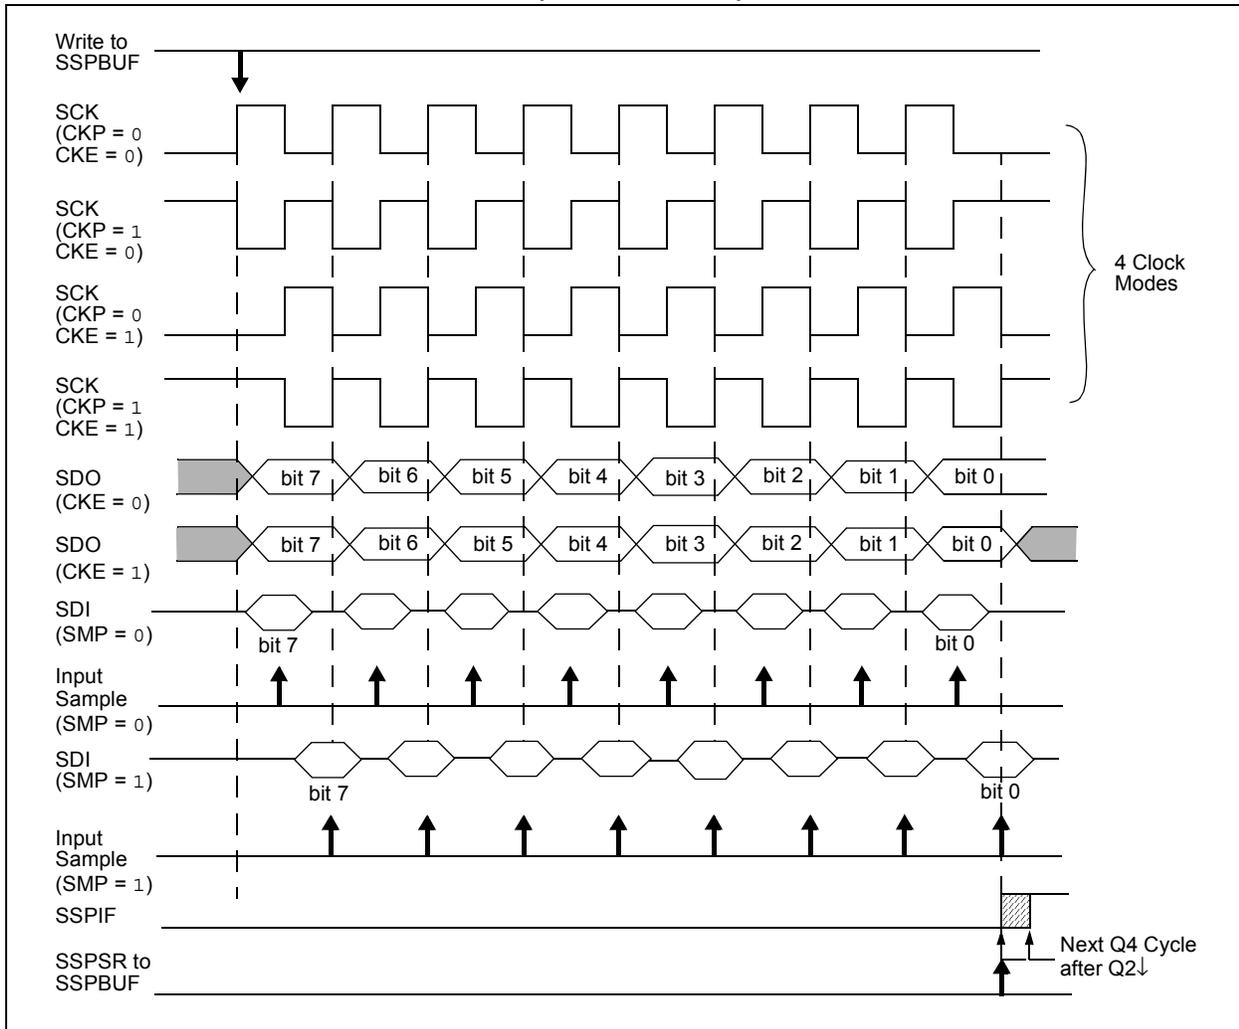 Write to
SSPBUF
SCK
(CKP = 0
CKE = 0)
SCK
(CKP = 1
CKE = 0)
4 Clock
Modes
SCK
(CKP = 0
CKE = 1)
SCK
(CKP = 1
CKE = 1)
SDO
(CKE = 0)
bit 7 bit 6 bit 5 bit 4 bit 3 bit 2 bit 1 bit 0
SDO
(CKE = 1)
bit 7 bit 6 bit 5 bit 4 bit 3 bit 2 bit 1 bit 0
SDI
(SMP = 0)
bit 7 bit 0
Input
Sample
(SMP = 0)
SDI
(SMP = 1)
bit 7 bit 0
Input
Sample
(SMP = 1)
SSPIF
Next Q4 Cycle
after Q2↓
SSPSR to
SSPBUF